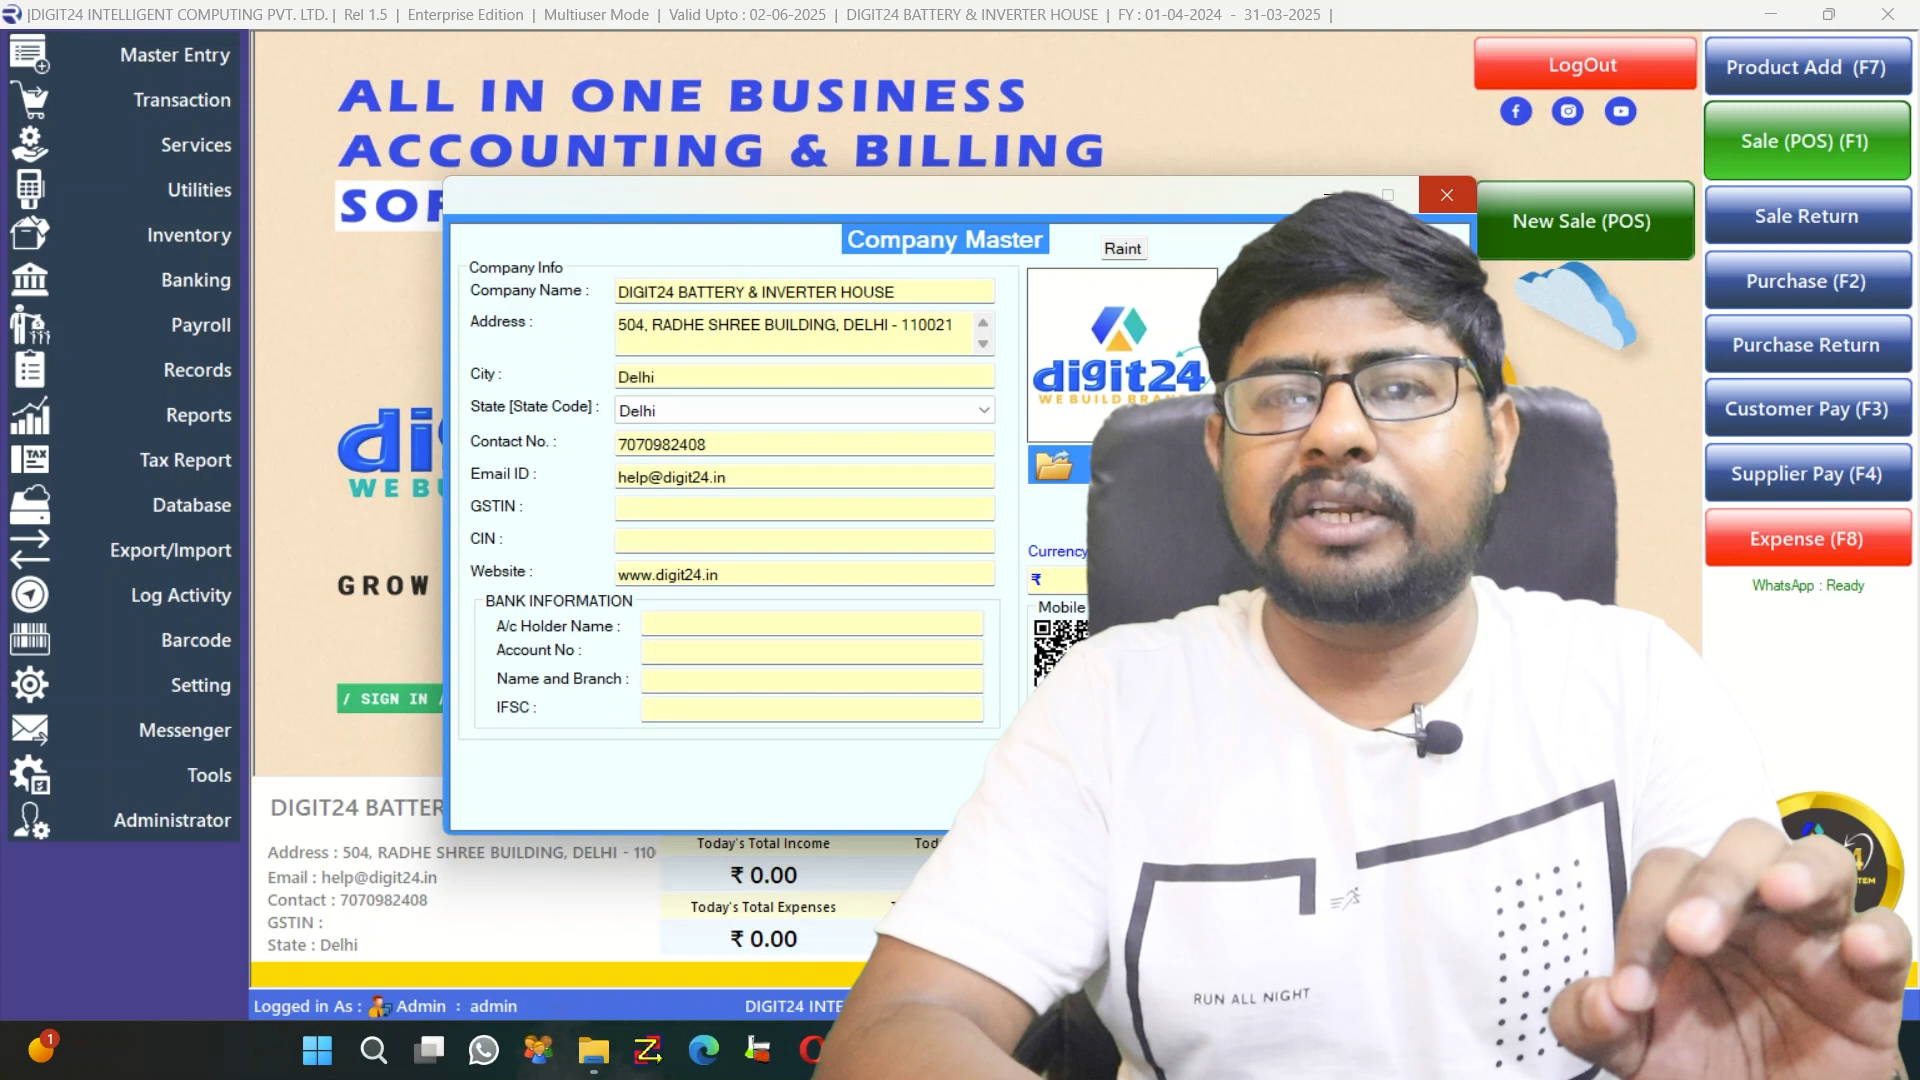 |DIGIT24 INTELLIGENT COMPUTING PVT. LTD. | Rel 1.5 | Enterprise Edition | Multiuser Mode | Valid Upto : 02-06-2025 | DIGIT24 BATTERY & INVERTER HOUSE | FY : 01-04-2024 - 31-03-2025 |
Master Entry
Transaction
Services
Utilities
Inventory
Banking
Payroll
Records
Reports
TAX
Tax Report
Database
Export/Import
Log Activity
Barcode
Setting
Messenger
Tools
Administrator
ALL IN ONE BUSINESS
ACCOUNTING & BILLING
GROW
/ SIGN IN /
LogOut
New Sale (POS)
Product Add (F7)
Sale (POS) (F1)
Sale Return
Purchase (F2)
Purchase Return
Customer Pay (F3)
Supplier Pay (F4)
Expense (F8)
WhatsApp : Ready
Company Master
Raint
Company Info
Company Name : DIGIT24 BATTERY & INVERTER HOUSE
Address : 504, RADHE SHREE BUILDING, DELHI - 110021
City : Delhi
State [State Code] : Delhi
Contact No. : 7070982408
Email ID : help@digit24.in
GSTIN :
CIN :
Website : www.digit24.in
BANK INFORMATION
A/c Holder Name :
Account No :
Name and Branch :
IFSC :
digit24
WE BUILD
Currency
₹
Mobile
DIGIT24
Address : 504, RADHE SHREE BUILDING, DELHI -
Email : help@digit24.in
Contact : 7070982408
GSTIN :
State : Delhi
Today's Total Income
₹ 0.00
Today's Total Expenses
₹ 0.00
Logged in As : Admin : admin
DIGIT24
1
RUN ALL NIGHT